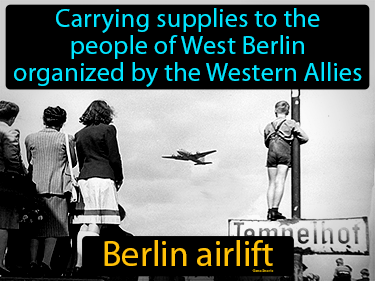 Carrying supplies to the
people of West Berlin
organized by the Western Allies
Tempelhof
Berlin airlift